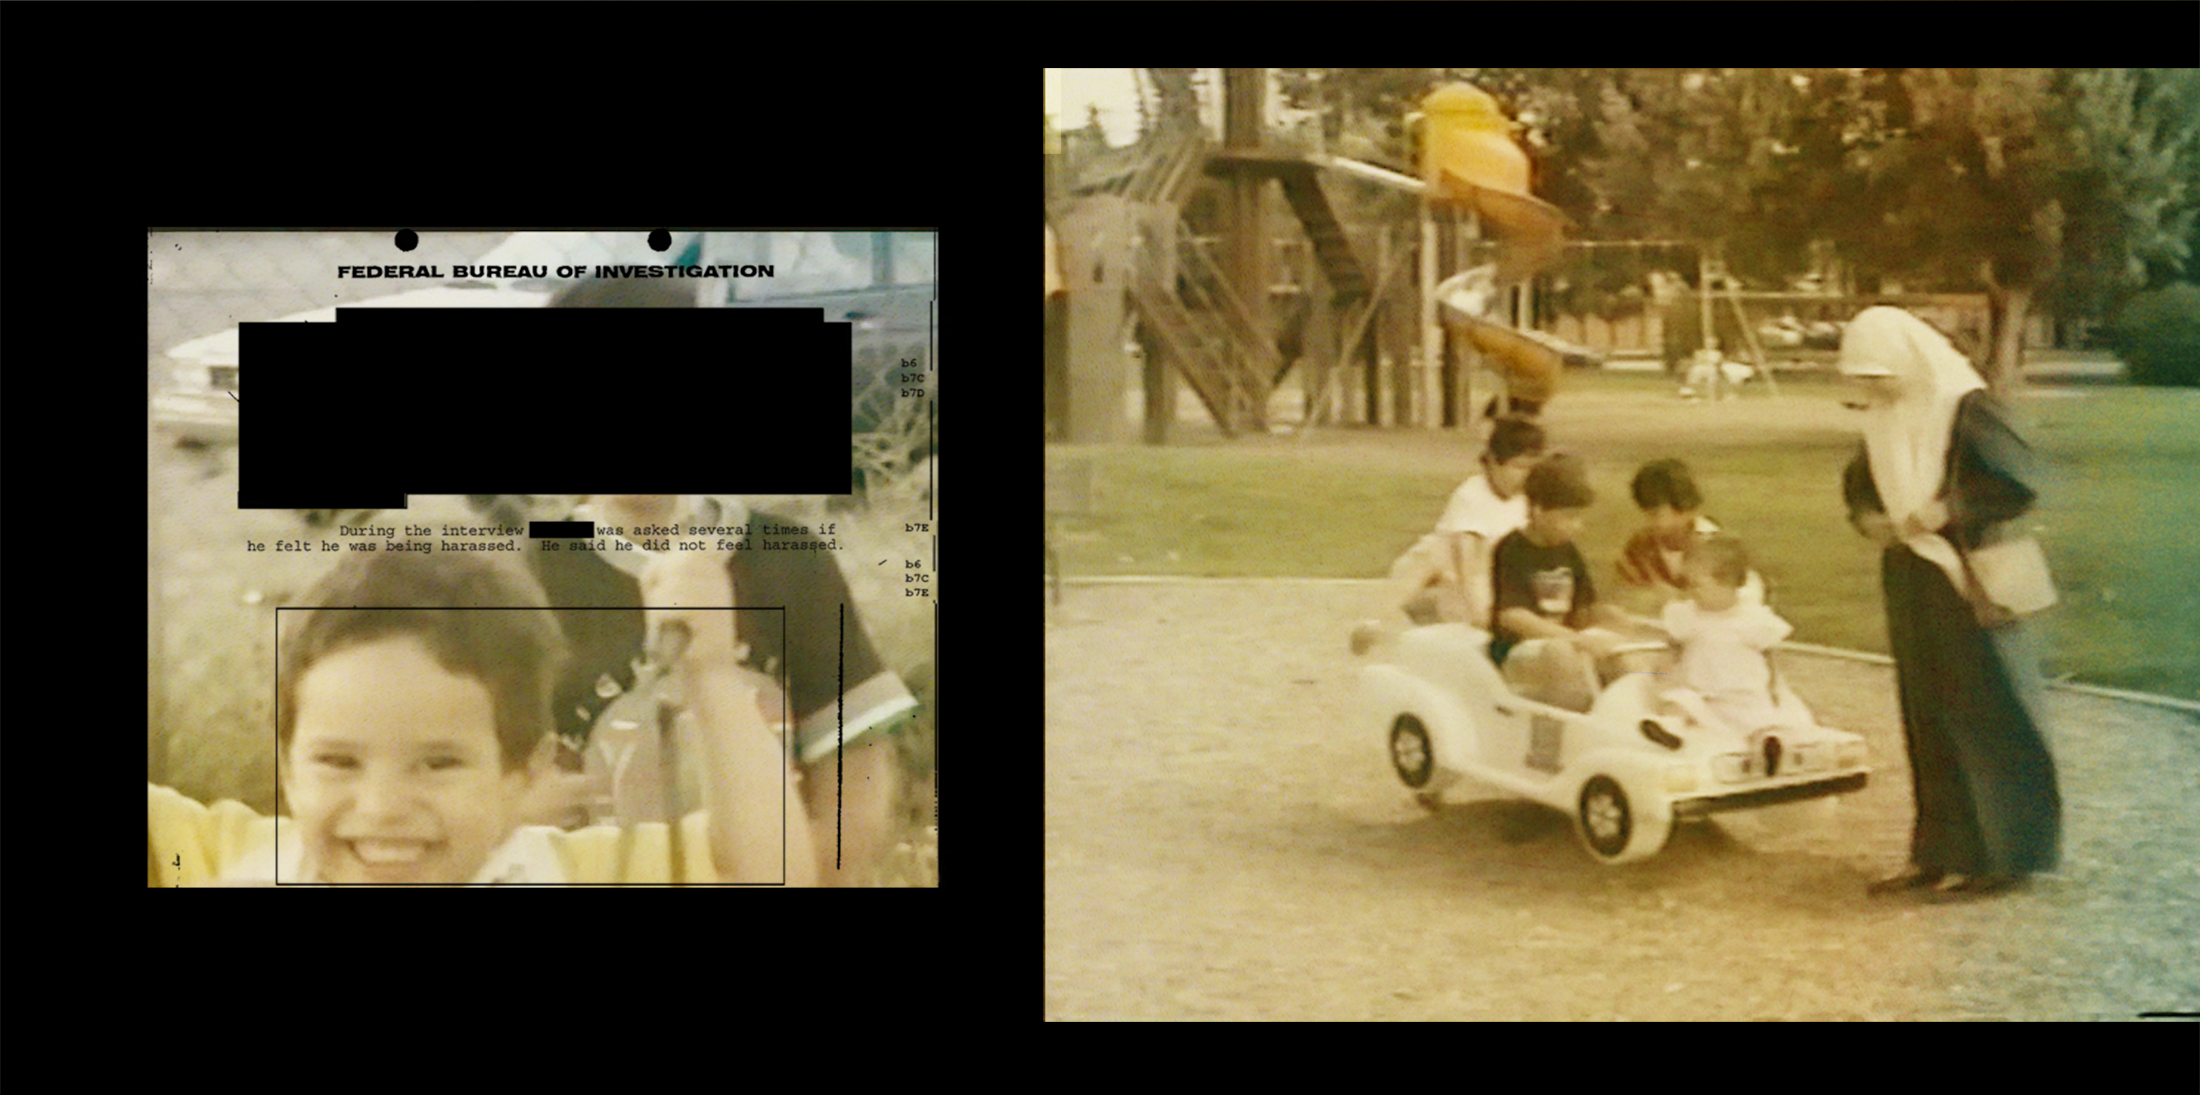 FEDERAL BUREAU OF INVESTIGATION
b6
b7C
b7D
During the interview was asked several times if
b7E
he felt he was being harassed. He said he did not feel harassed.
b6
b7C
b7E